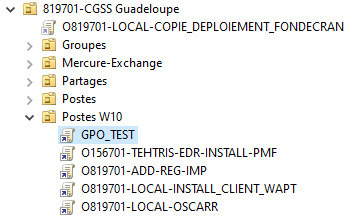 819701-CGSS Guadeloupe
O819701-LOCAL-COPIE_DEPLOIEMENT_FONDECRAN
Groupes
Mercure-Exchange
Partages
Postes
Postes W10
GPO_TEST
O156701-TEHTRIS-EDR-INSTALL-PMF
O819701-ADD-REG-IMP
O819701-LOCAL-INSTALL_CLIENT_WAPT
O819701-LOCAL-OSCARR